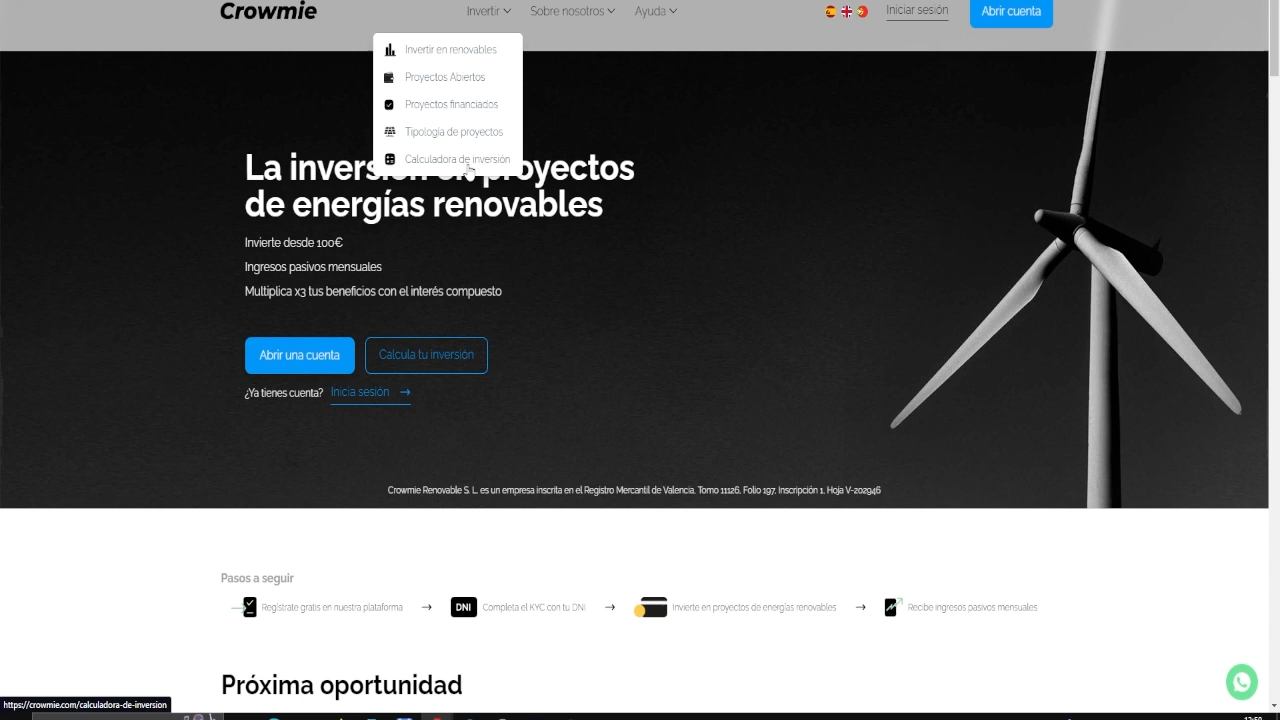 Crowmie
Invertir
Sobre nosotros
Ayuda
Iniciar sesión
Abrir cuenta
Invertir en renovables
Proyectos Abiertos
Proyectos financiados
Tipología de proyectos
Calculadora de inversión
La inversión en proyectos
de energías renovables
Invierte desde 100€
Ingresos pasivos mensuales
Multiplica x3 tus beneficios con el interés compuesto
Abrir una cuenta
Calcula tu inversión
¿Ya tienes cuenta? Inicia sesión →
Crowmie Renovable S. L. es un empresa inscrita en el Registro Mercantil de Valencia, Tomo 11126, Folio 197, Inscripción 1, Hoja V-202946
Pasos a seguir
Regístrate gratis en nuestra plataforma → DNI Completa el KYC con tu DNI → Invierte en proyectos de energías renovables → Recibe ingresos pasivos mensuales
Próxima oportunidad
https://crowmie.com/calculadora-de-inversion